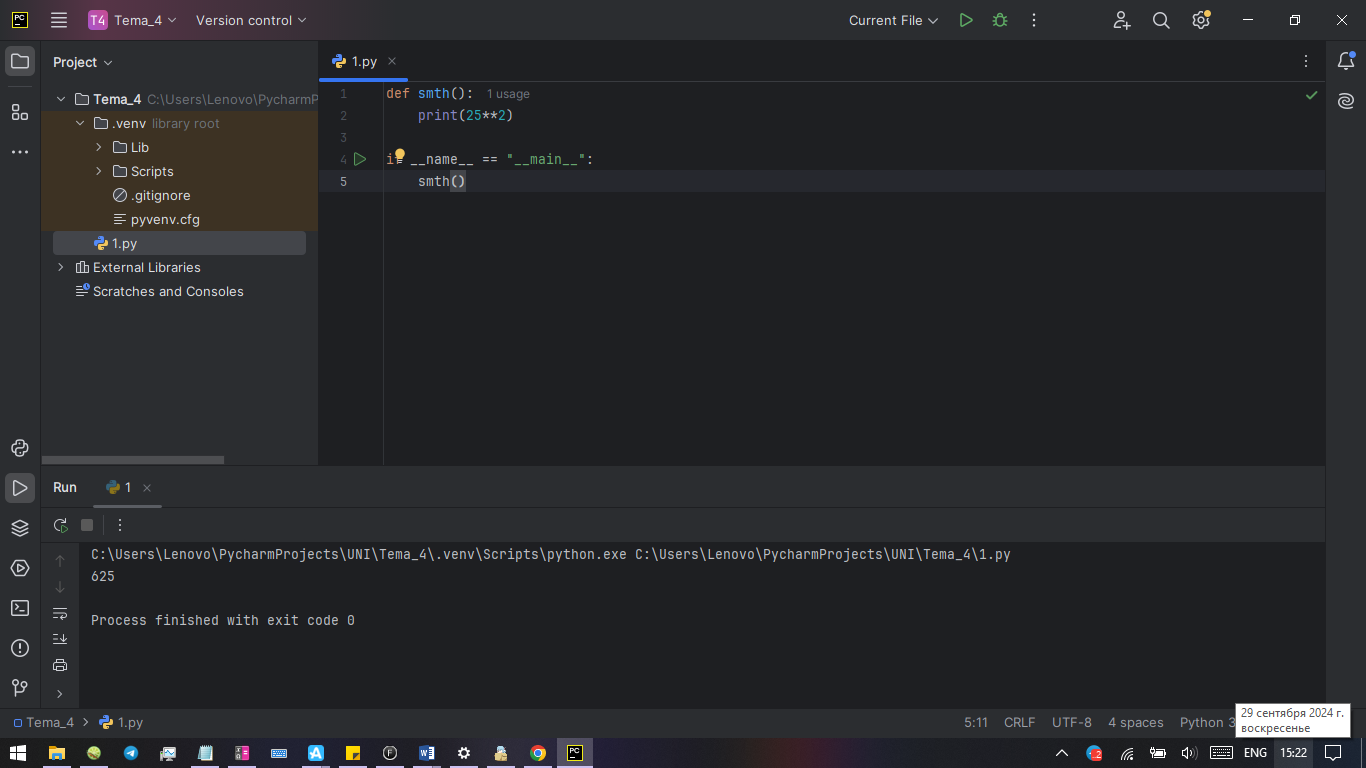 PC T4 Tema_4 Version control Current File
Project
1.py
Tema_4 C:\Users\Lenovo\PycharmP
.venv library root
Lib
Scripts
.gitignore
pyvenv.cfg
1.py
External Libraries
Scratches and Consoles
1 def smth(): 1 usage
2 print(25**2)
3
4 i __name__ == "__main__":
5 smth()
Run 1
C:\Users\Lenovo\PycharmProjects\UNI\Tema_4\.venv\Scripts\python.exe C:\Users\Lenovo\PycharmProjects\UNI\Tema_4\1.py
625
Process finished with exit code 0
Tema_4 1.py 5:11 CRLF UTF-8 4 spaces Python 3
29 сентября 2024 г.
воскресенье
W F PC 2 ENG 15:22